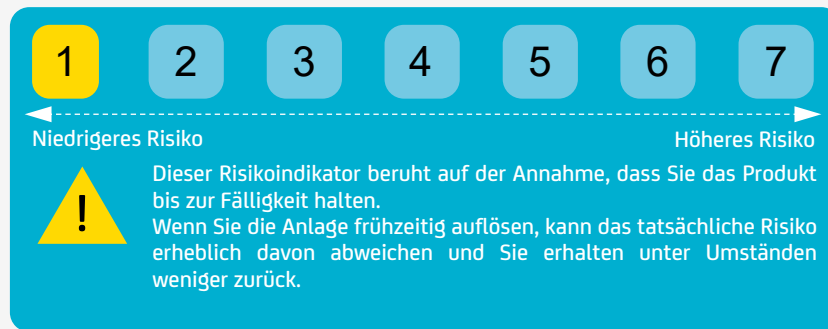 1 2 3 4 5 6 7
Niedrigeres Risiko Höheres Risiko
Dieser Risikoindikator beruht auf der Annahme, dass Sie das Produkt
bis zur Fälligkeit halten.
! Wenn Sie die Anlage frühzeitig auflösen, kann das tatsächliche Risiko
erheblich davon abweichen und Sie erhalten unter Umständen
weniger zurück.